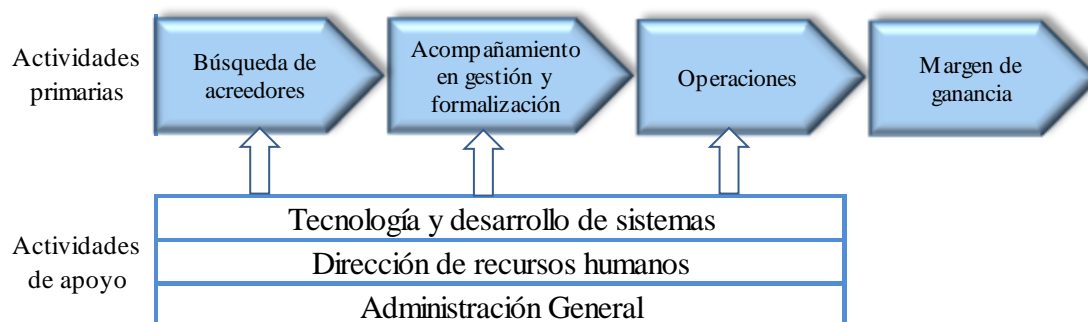 Actividades
primarias
Búsqueda de
acreedores
Acompañamiento
en gestión y
formalización
Operaciones
Margen de
ganancia
Actividades
de apoyo
Tecnología y desarrollo de sistemas
Dirección de recursos humanos
Administración General